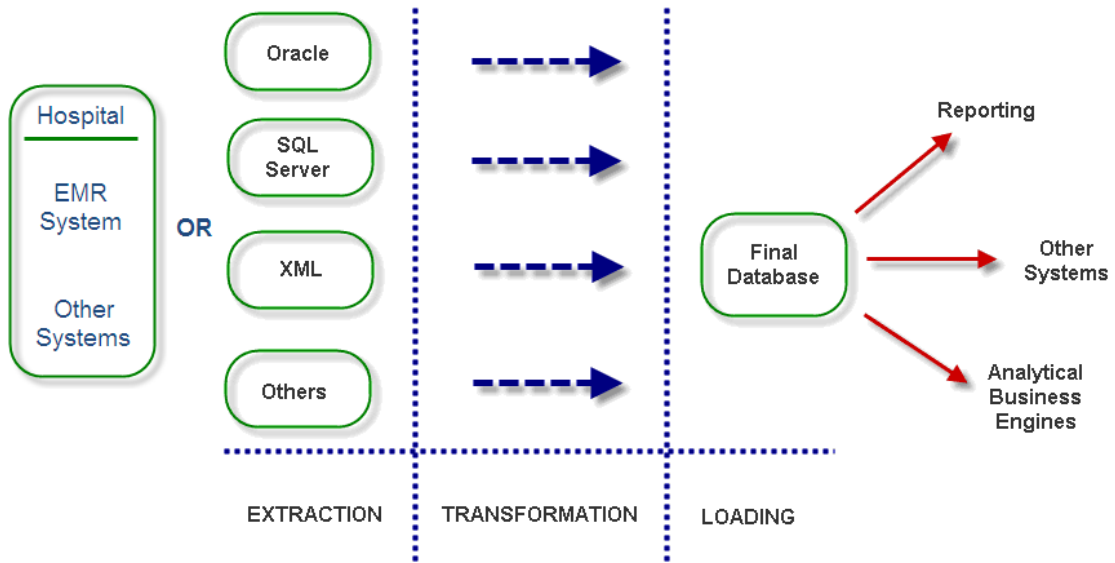 Hospital
EMR
System
Other
Systems
OR
Oracle
SQL
Server
XML
Others
Final
Database
Reporting
Other
Systems
Analytical
Business
Engines
EXTRACTION
TRANSFORMATION
LOADING